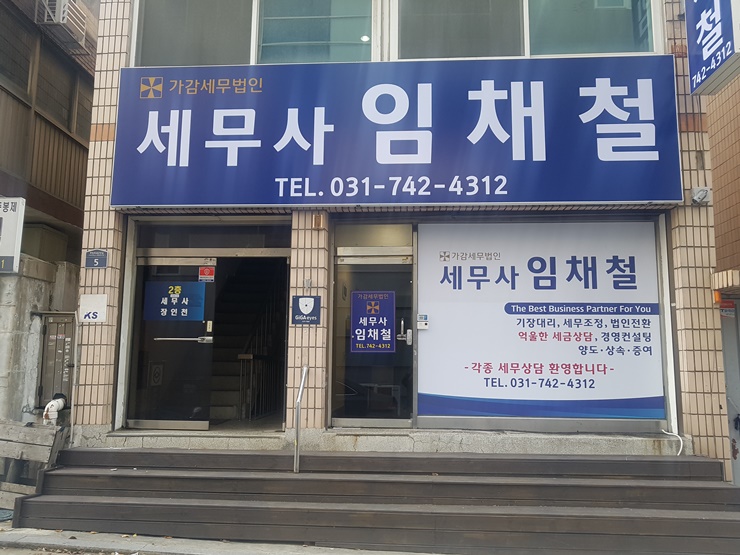 가감세무법인
세무사 임채철
TEL. 031-742-4312
철
742-4312
봉제
1
5
KS
2층
세무사
장인천
GiGAeyes
가감세무법인
세무사
임채철
TEL.742-4312
가감세무법인
세무사 임채철
The Best Business Partner For You
기장대리, 세무조정, 법인전환
억울한 세금상담, 경영컨설팅
양도·상속·증여
-각종 세무상담 환영합니다-
TEL. 031-742-4312